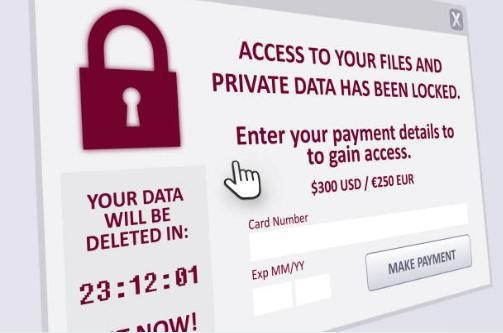 X
ACCESS TO YOUR FILES AND
PRIVATE DATA HAS BEEN LOCKED.
Enter your payment details to
to gain access.
$300 USD / €250 EUR
YOUR DATA
WILL BE
DELETED IN:
23:12:01
NOW!
Card Number
Exp MM/YY
MAKE PAYMENT